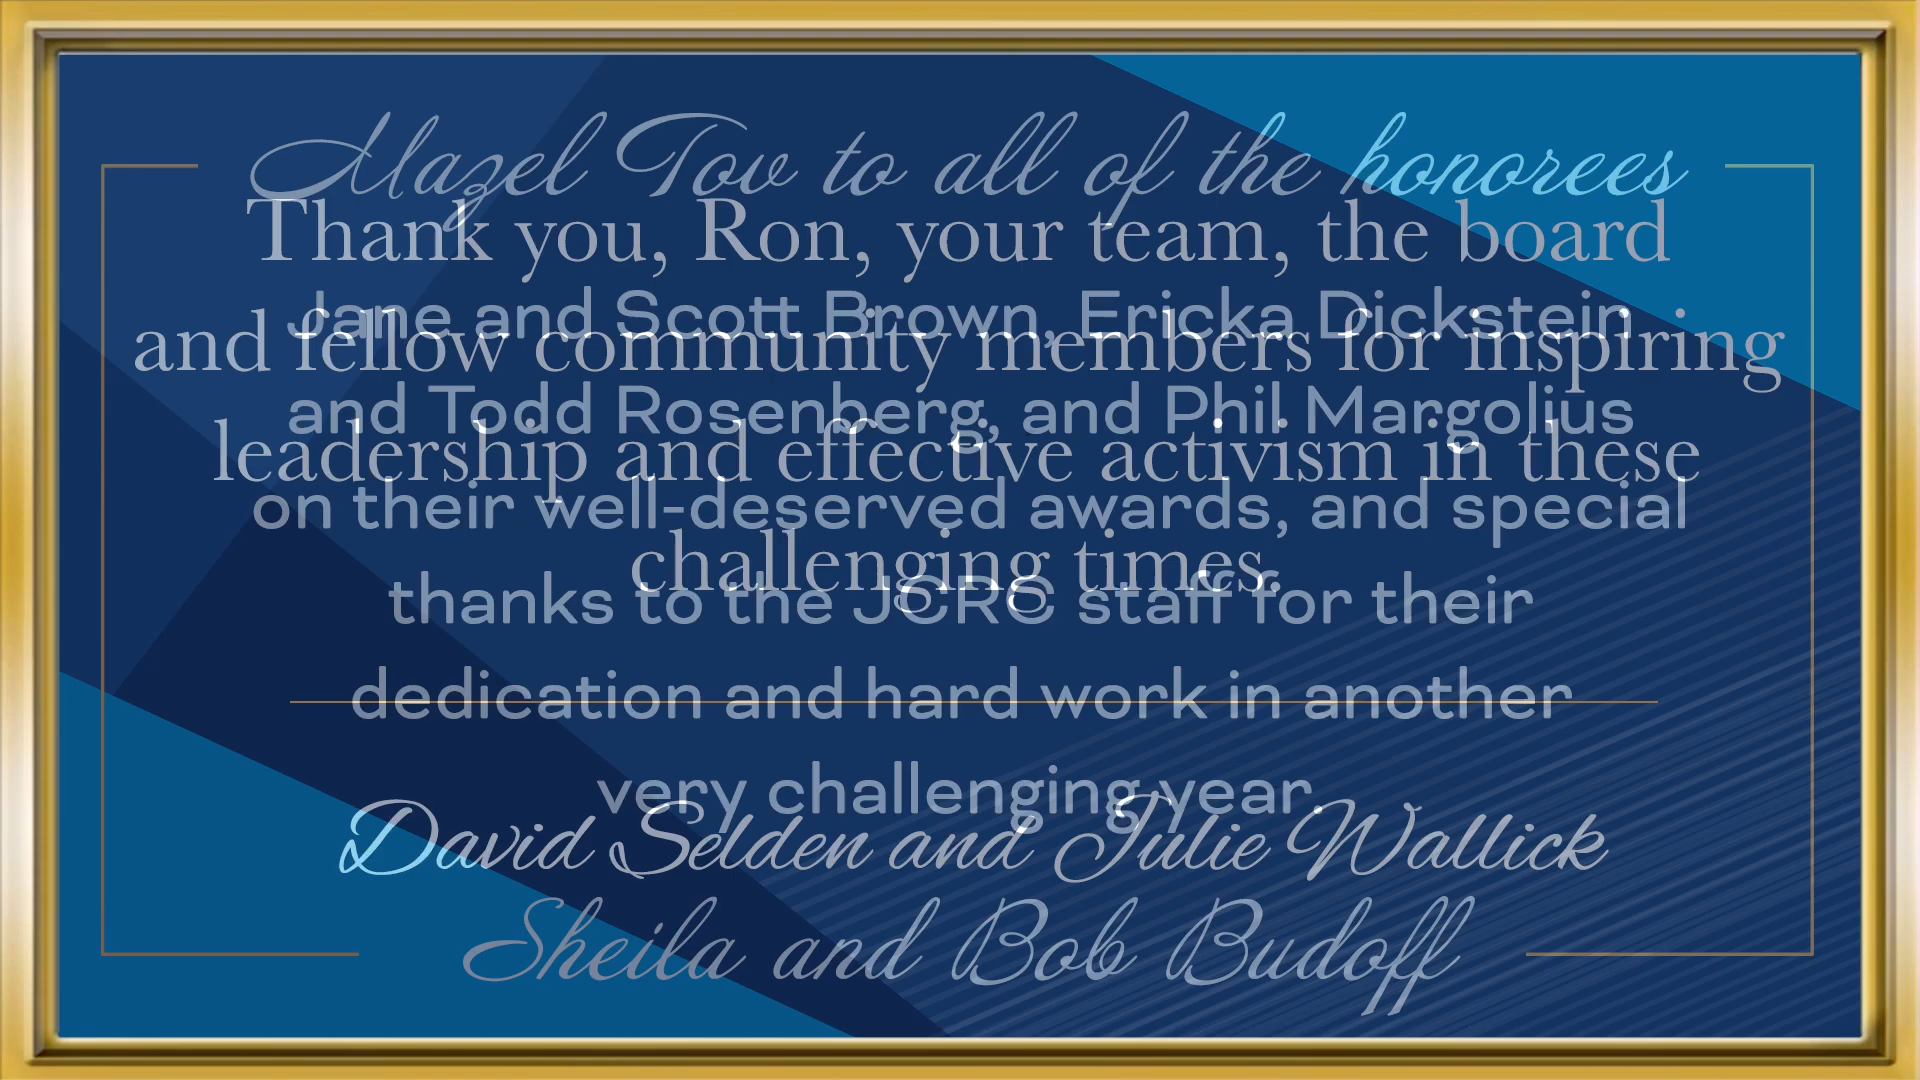 Mazel Tov to all of the honorees
Thank you, Ron, your team, the board
Jane and Scott Brown, Ericka Dickstein
and fellow community members for inspiring
and Todd Rosenberg, and Phil Margolius
leadership and effective activism in these
on their well-deserved awards, and special
challenging times.
thanks to the JCRC staff for their
dedication and hard work in another
very challenging year.
David Selden and Julie Wallick
Sheila and Bob Budoff